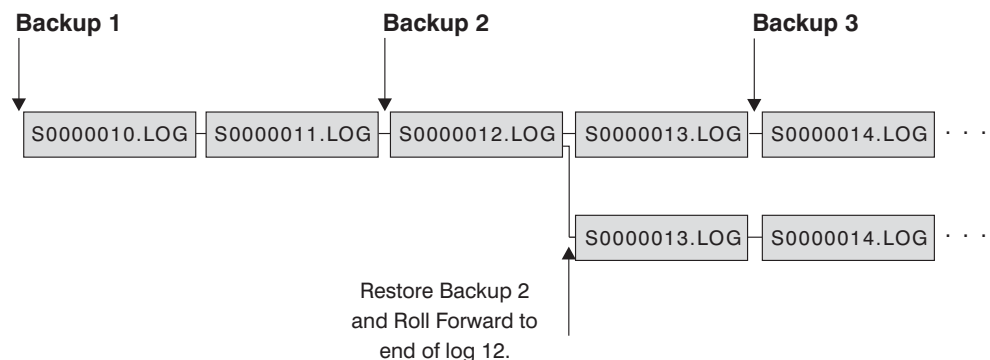 Backup 1 Backup 2 Backup 3
S0000010.LOG S0000011.LOG S0000012.LOG S0000013.LOG S0000014.LOG . . .
S0000013.LOG S0000014.LOG . . .
Restore Backup 2
and Roll Forward to
end of log 12.